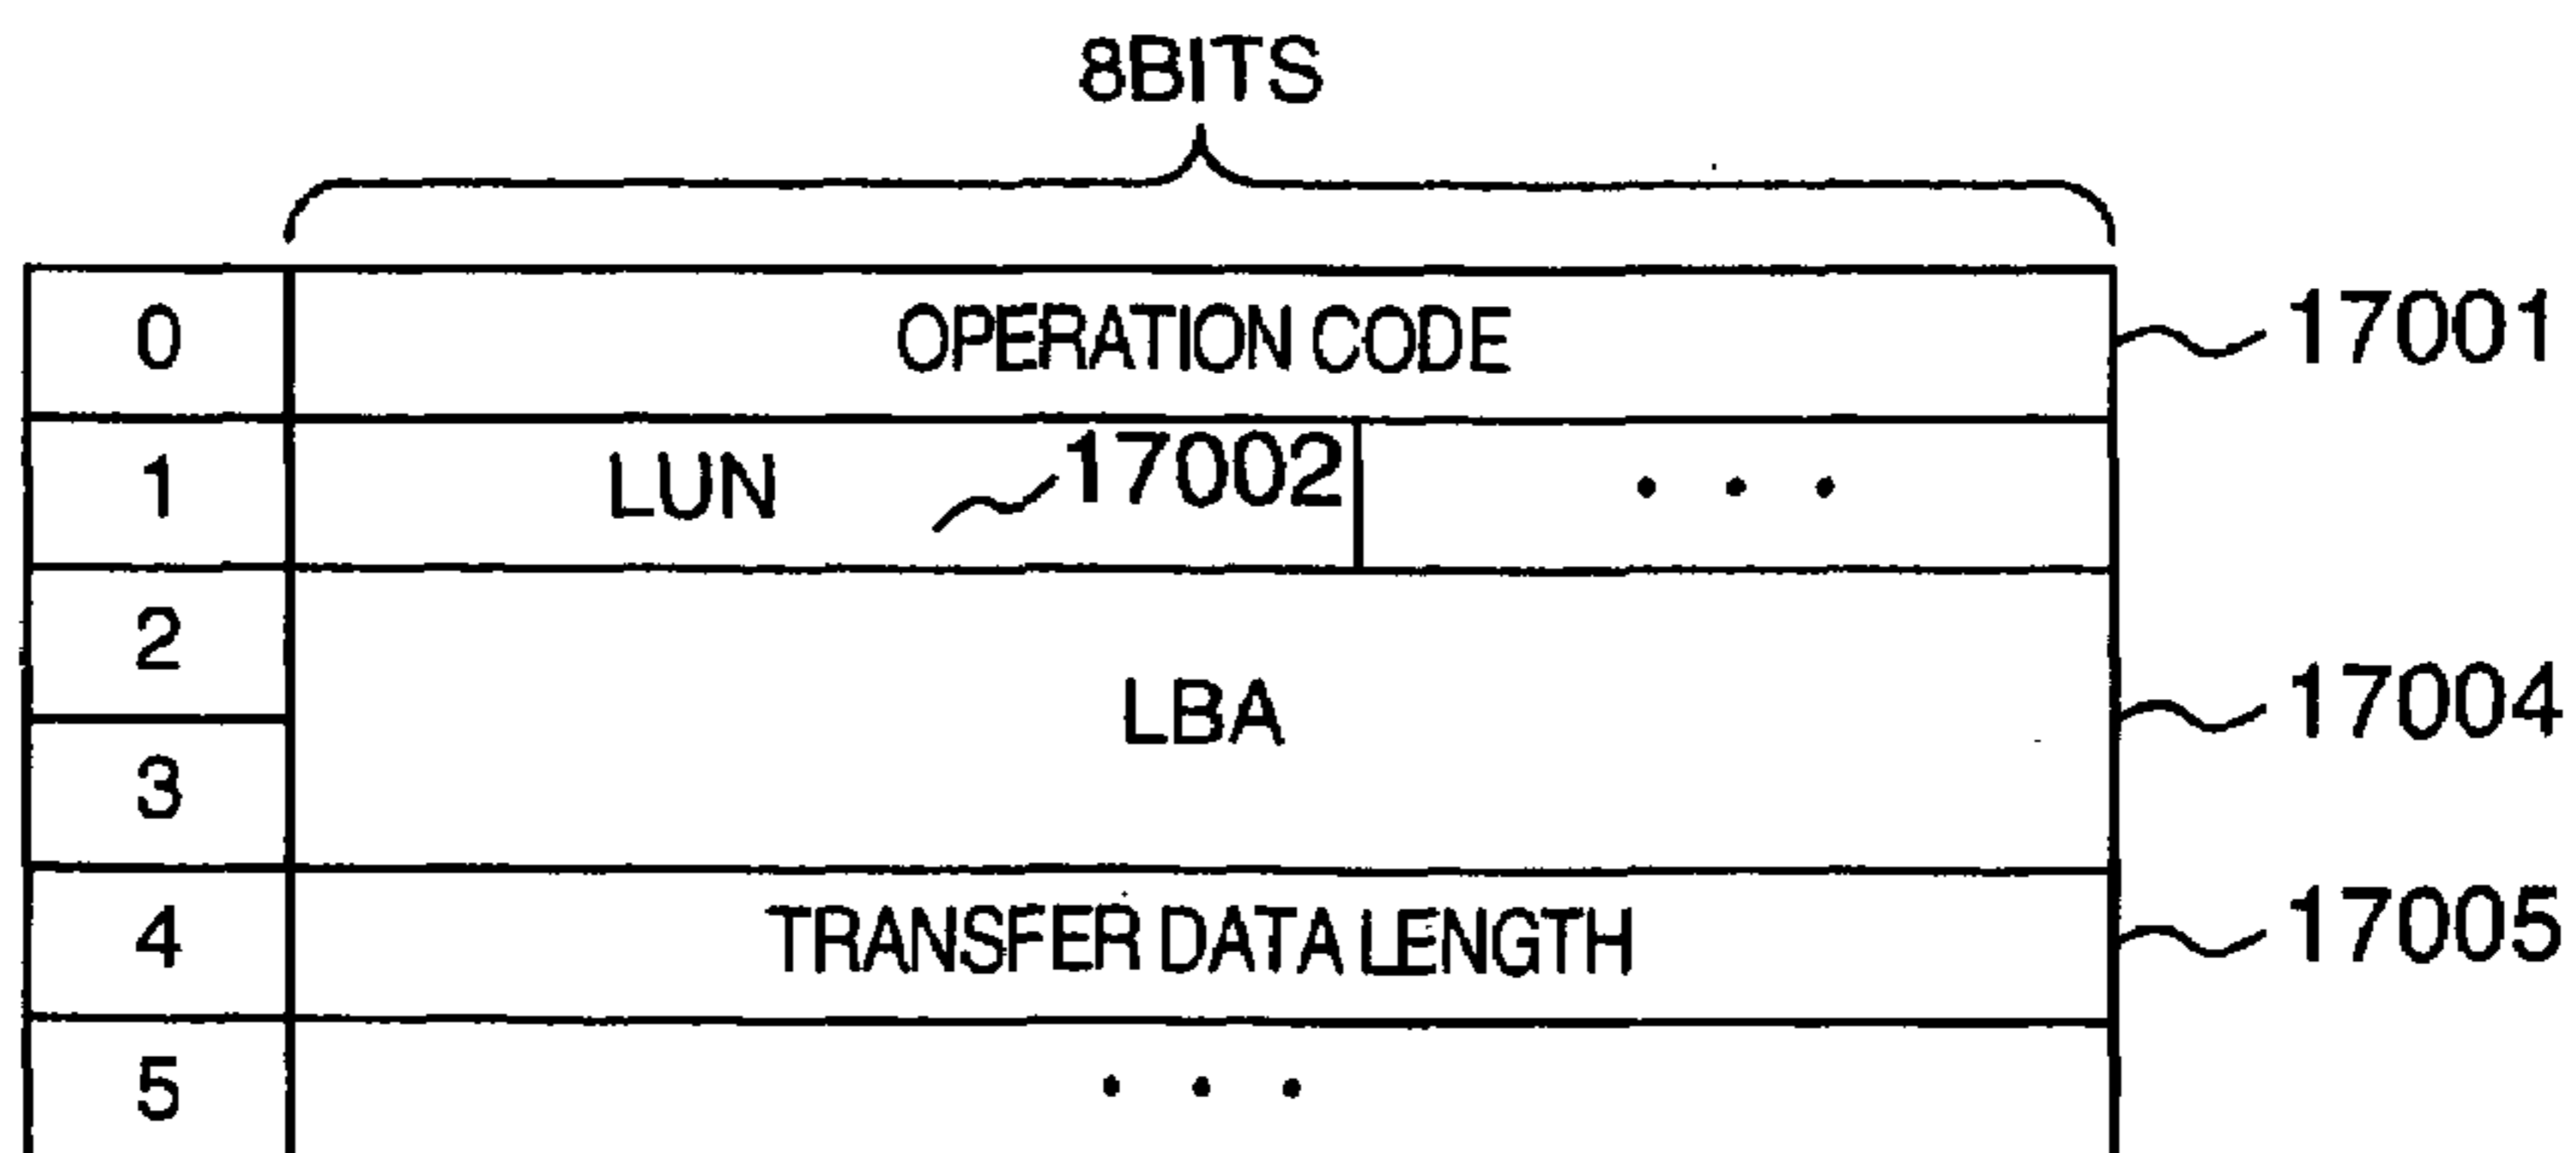 8BITS
0 OPERATION CODE 17001
1 LUN 17002 • • •
2
LBA 17004
3
4 TRANSFER DATA LENGTH 17005
5 • • •